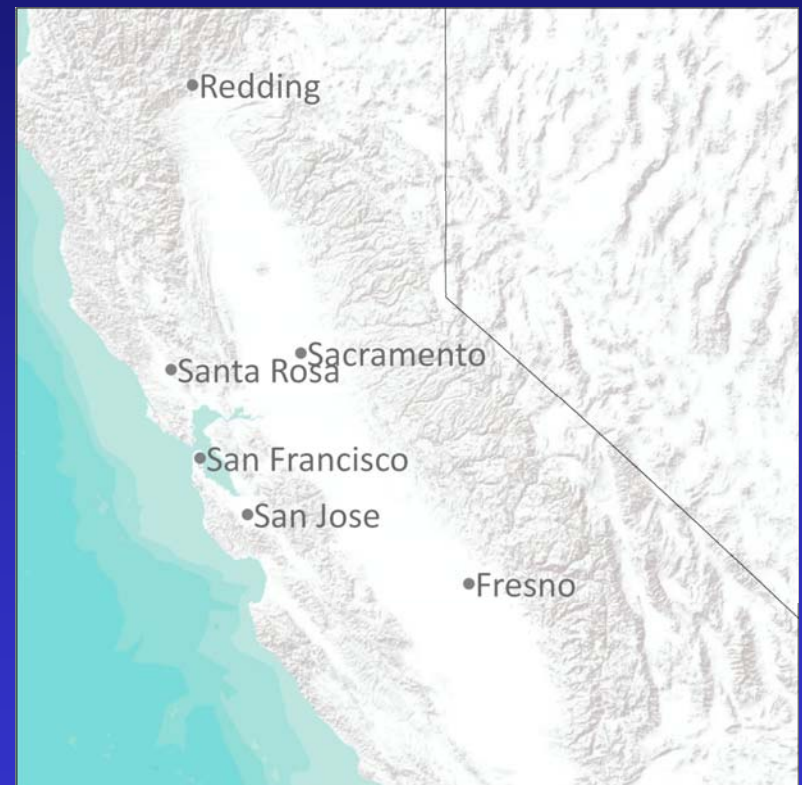 Redding
Sacramento
Santa Rosa
San Francisco
San Jose
Fresno